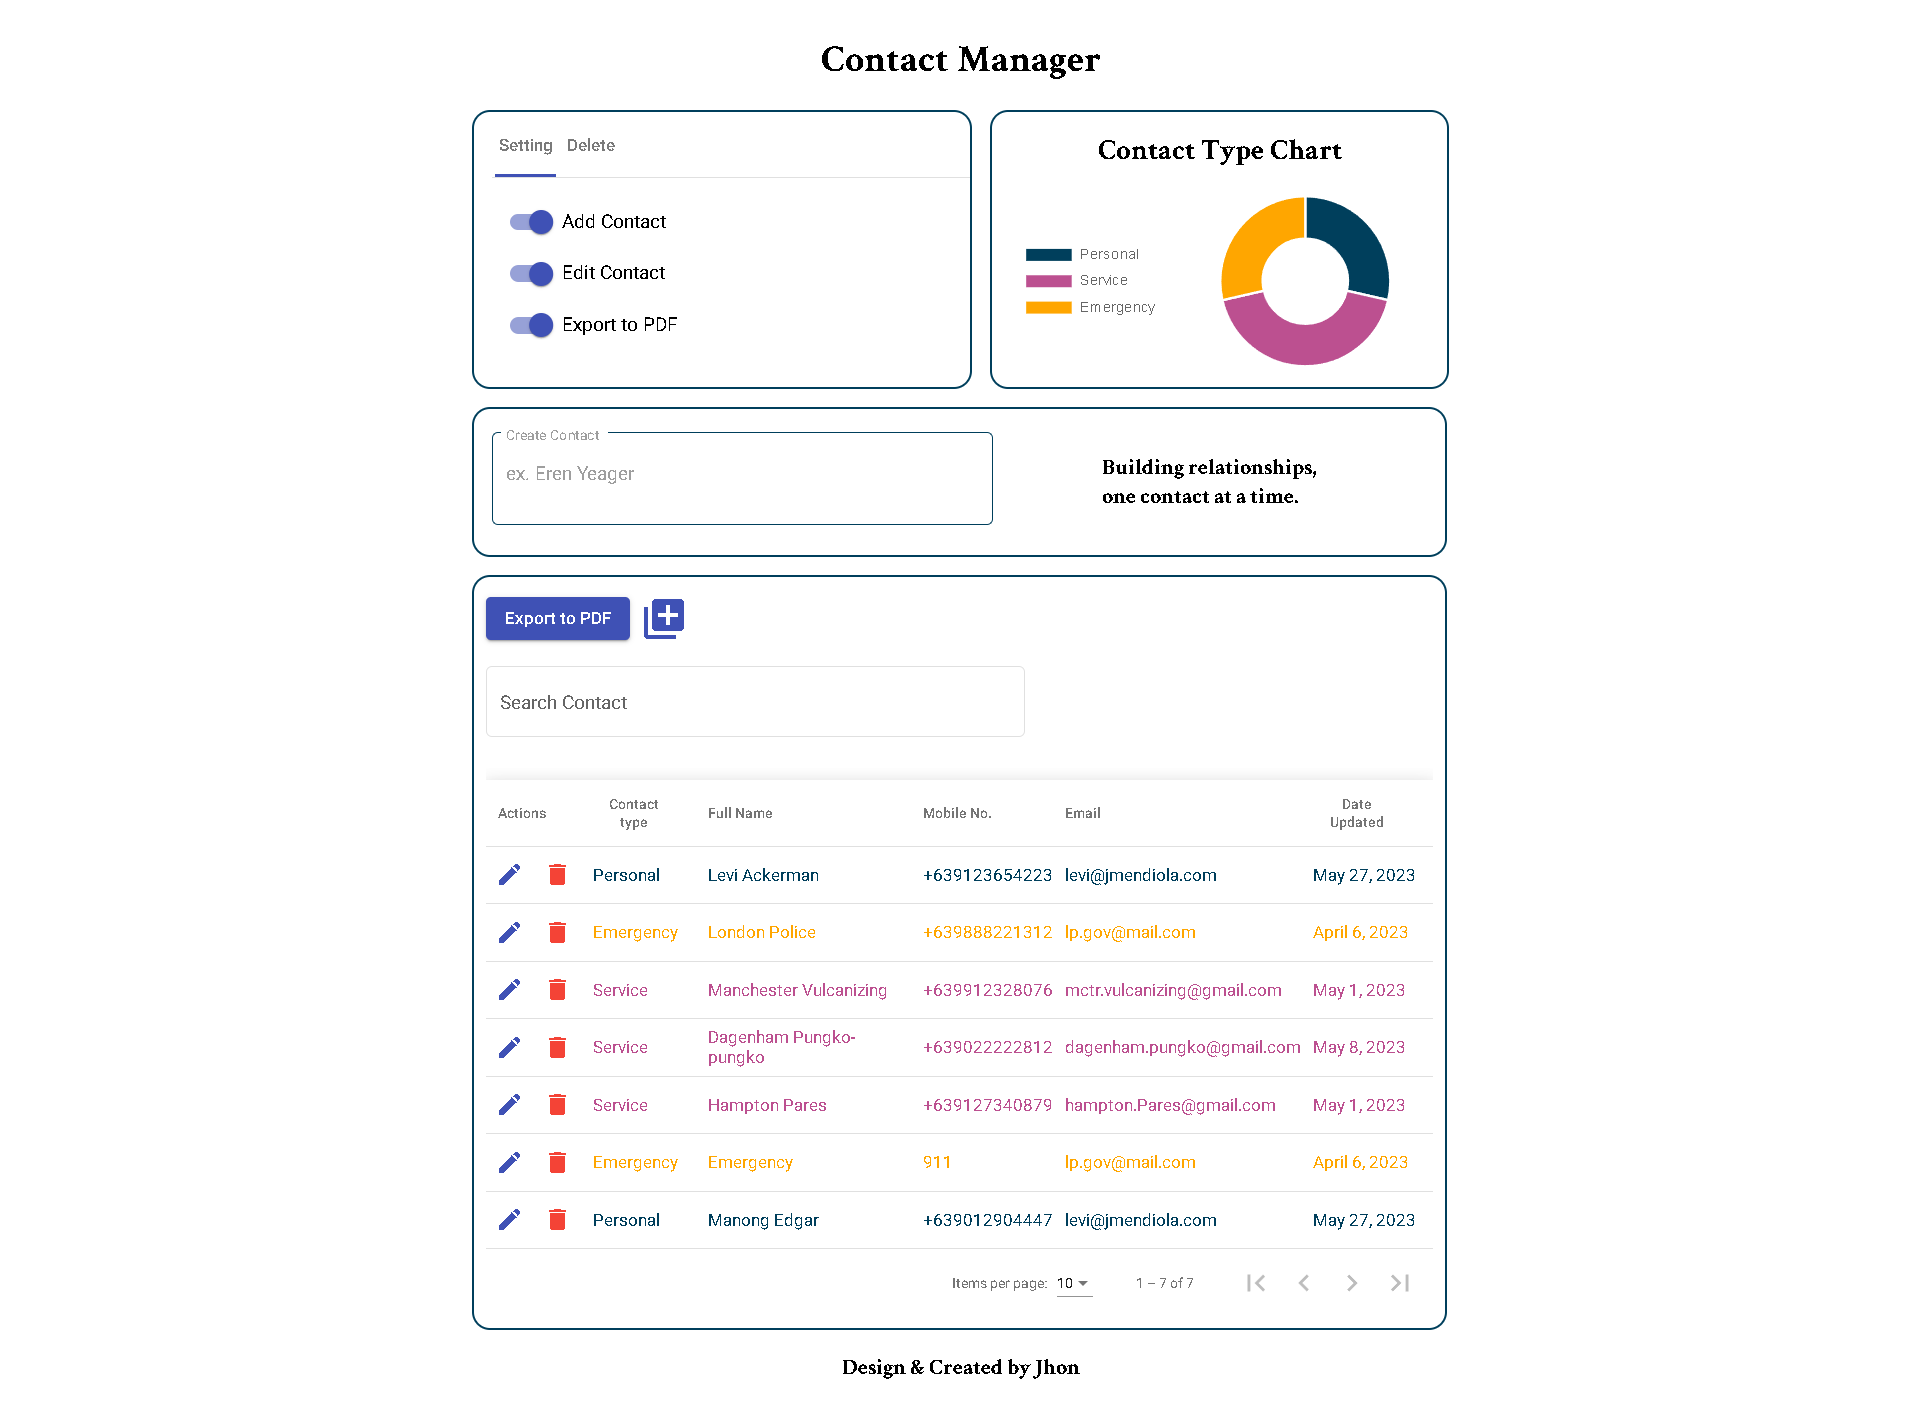 Contact Manager
Setting Delete
Add Contact
Edit Contact
Export to PDF
Contact Type Chart
Personal
Service
Emergency
Create Contact
ex. Eren Yeager
Building relationships,
one contact at a time.
Export to PDF
Search Contact
Actions Contact type Full Name Mobile No. Email Date Updated
Personal Levi Ackerman +639123654223 levi@jmendiola.com May 27, 2023
Emergency London Police +639888221312 lp.gov@mail.com April 6, 2023
Service Manchester Vulcanizing +639912328076 mctr.vulcanizing@gmail.com May 1, 2023
Service Dagenham Pungko-pungko +639022222812 dagenham.pungko@gmail.com May 8, 2023
Service Hampton Pares +639127340879 hampton.Pares@gmail.com May 1, 2023
Emergency Emergency 911 lp.gov@mail.com April 6, 2023
Personal Manong Edgar +639012904447 levi@jmendiola.com May 27, 2023
Items per page: 10 1 – 7 of 7
Design & Created by Jhon